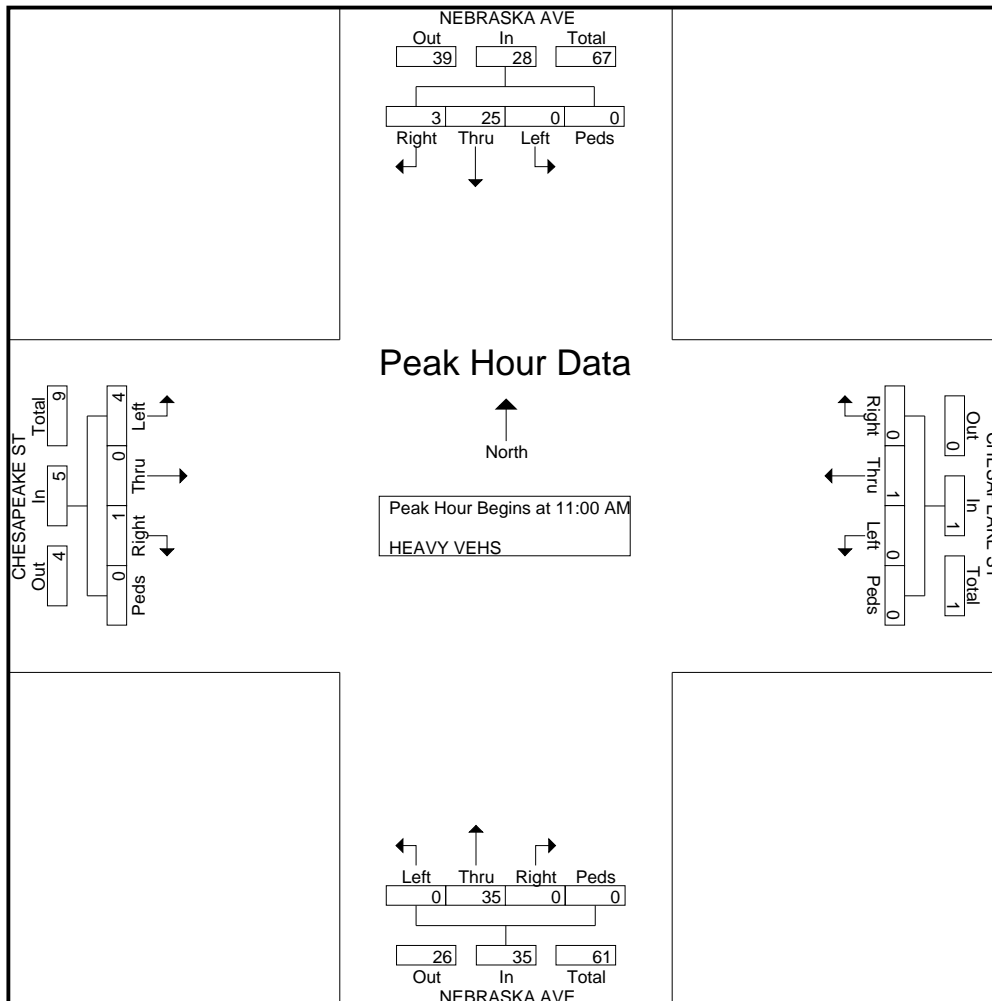 NEBRASKA AVE
Out In Total
39 28 67
3 25 0 0
Right Thru Left Peds
Peak Hour Data
North
Peak Hour Begins at 11:00 AM
HEAVY VEHS
CHESAPEAKE ST
Total In Out
9 5 4
4 0 1 0
Left Thru Right Peds
Right Thru Left Peds
0 1 0 0
Out In Total
0 1 1
CHESAPEAKE ST
Left Thru Right Peds
0 35 0 0
26 35 61
Out In Total
NEBRASKA AVE